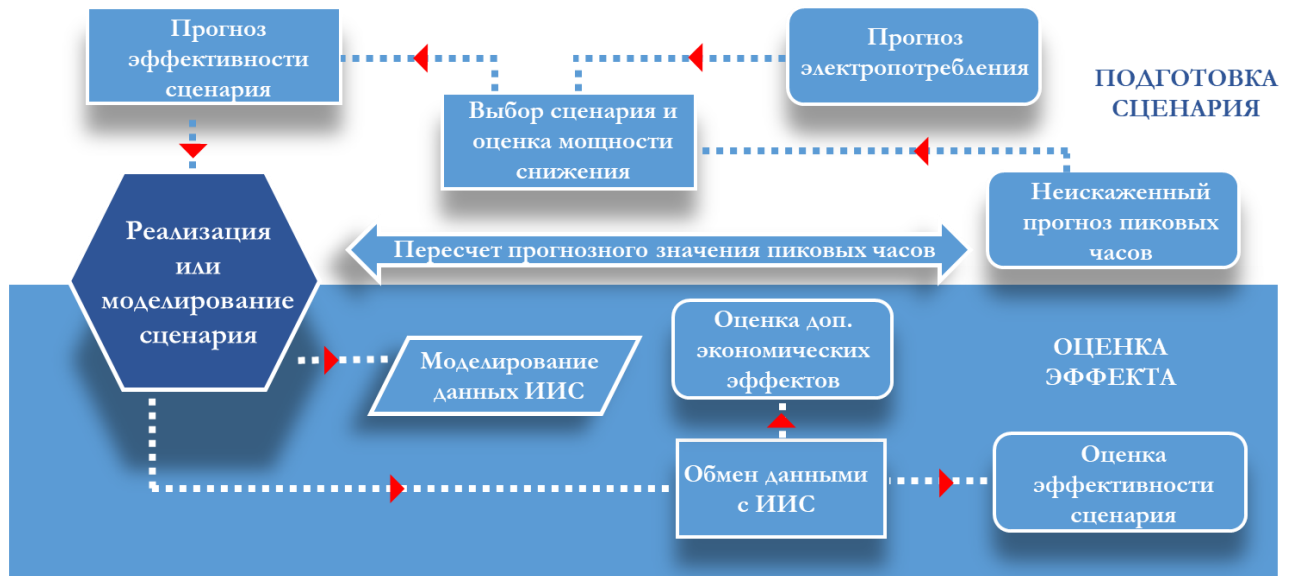 Прогноз
эффективности
сценария
Прогноз
электропотребления
ПОДГОТОВКА
СЦЕНАРИЯ
Выбор сценария и
оценка мощности
снижения
Неискаженный
прогноз пиковых
часов
Реализация
или
моделирование
сценария
Пересчет прогнозного значения пиковых часов
Моделирование
данных ИИС
Оценка доп.
экономических
эффектов
ОЦЕНКА
ЭФФЕКТА
Обмен данными
с ИИС
Оценка
эффективности
сценария